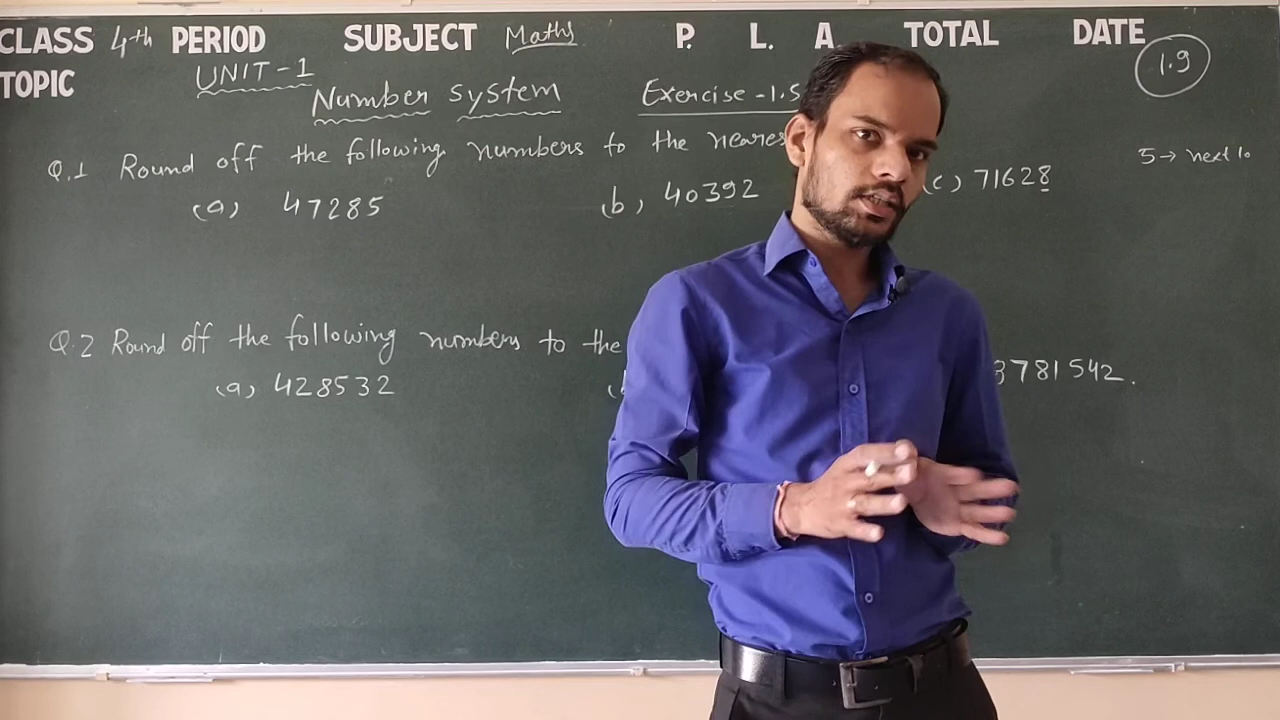 CLASS 4th PERIOD SUBJECT Maths P. L. A. TOTAL DATE
TOPIC UNIT-1 1.9
Number system Exercise-1.5
Q.1 Round off the following numbers to the neares 5→ next 10
(a) 47285 (b) 40392 (c) 71628
Q.2 Round off the following numbers to the
(a) 428532 (b 3781542.